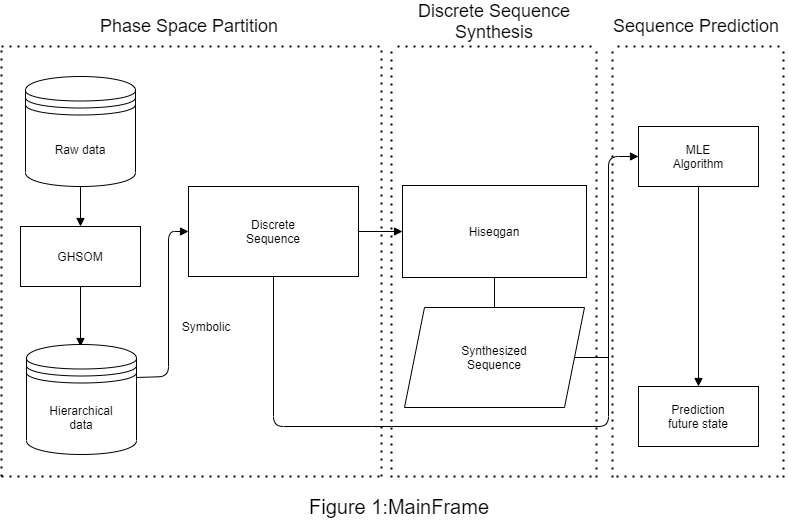 Phase Space Partition
Discrete Sequence
Synthesis
Sequence Prediction
Raw data
GHSOM
Hierarchical
data
Symbolic
Discrete
Sequence
Hiseqgan
Synthesized
Sequence
MLE
Algorithm
Prediction
future state
Figure 1:MainFrame